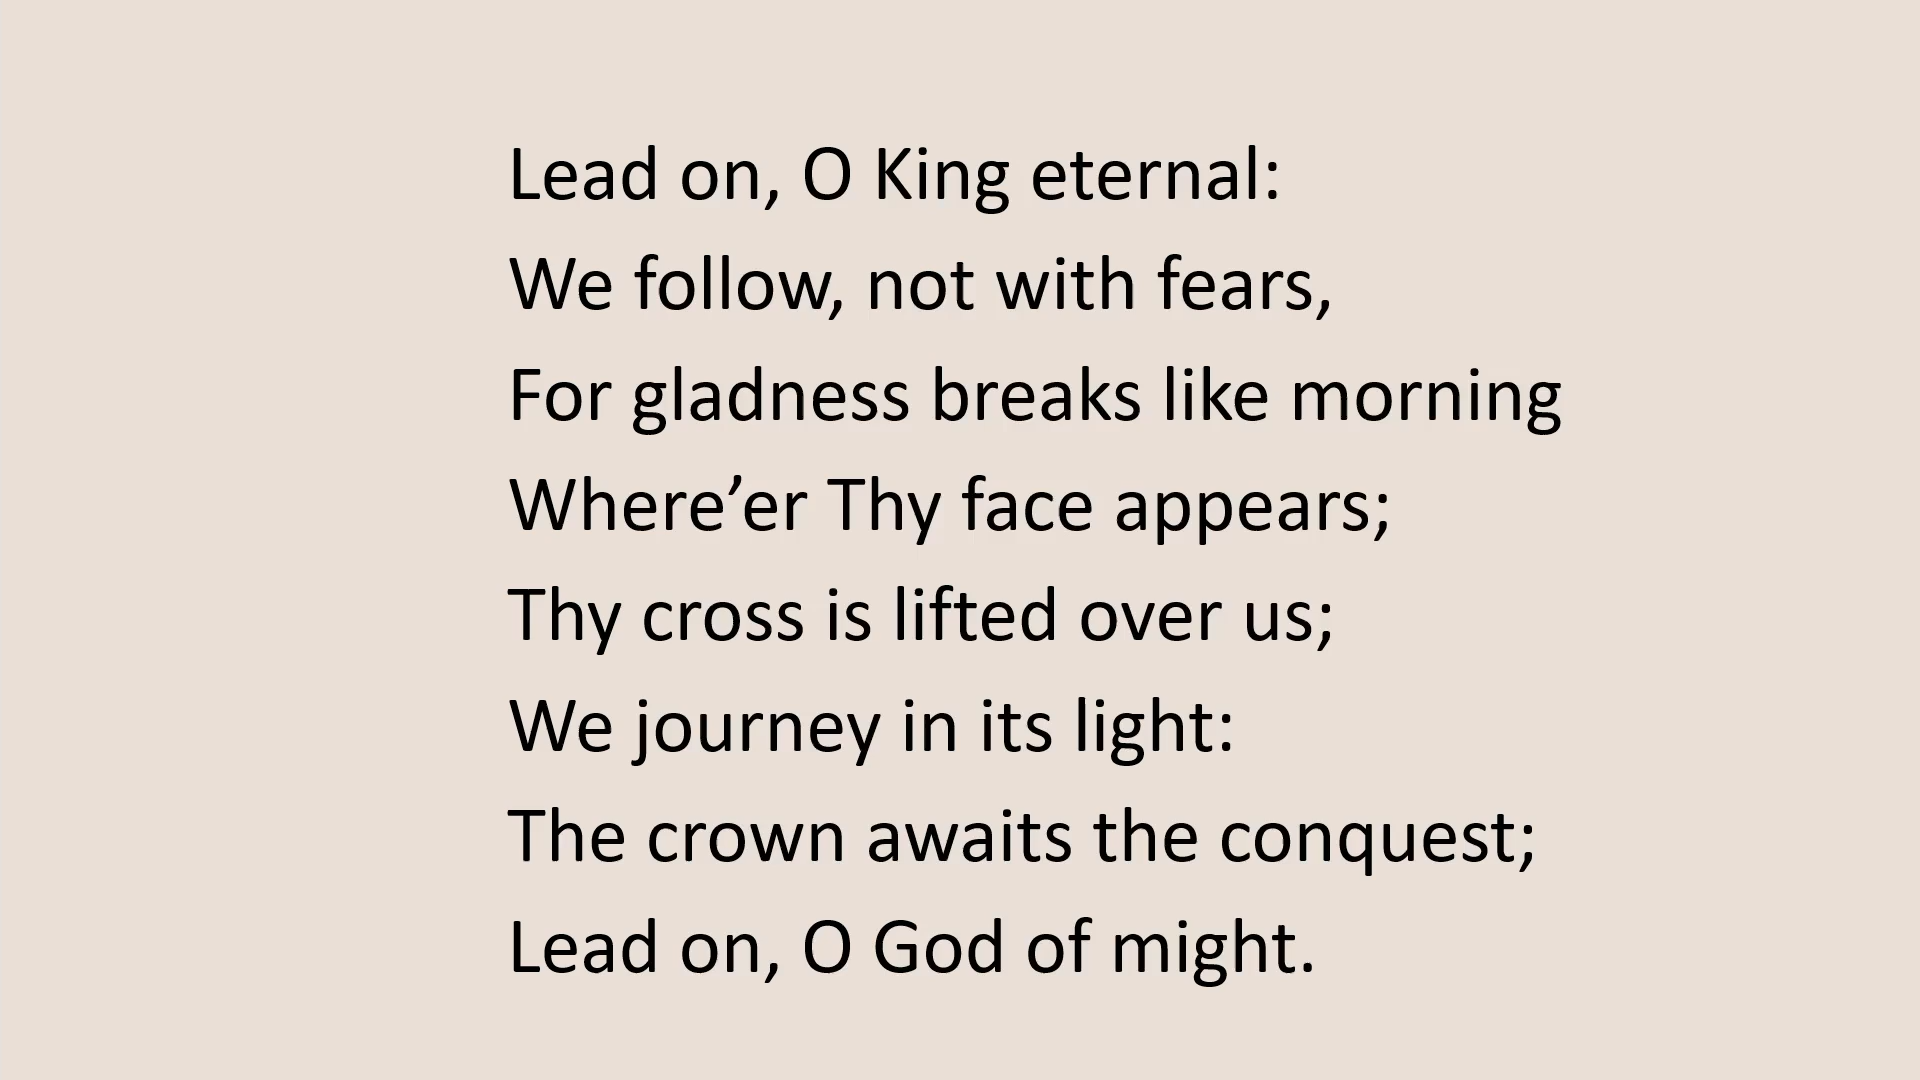 Lead on, O King eternal:
We follow, not with fears,
For gladness breaks like morning
Where’er Thy face appears;
Thy cross is lifted over us;
We journey in its light:
The crown awaits the conquest;
Lead on, O God of might.